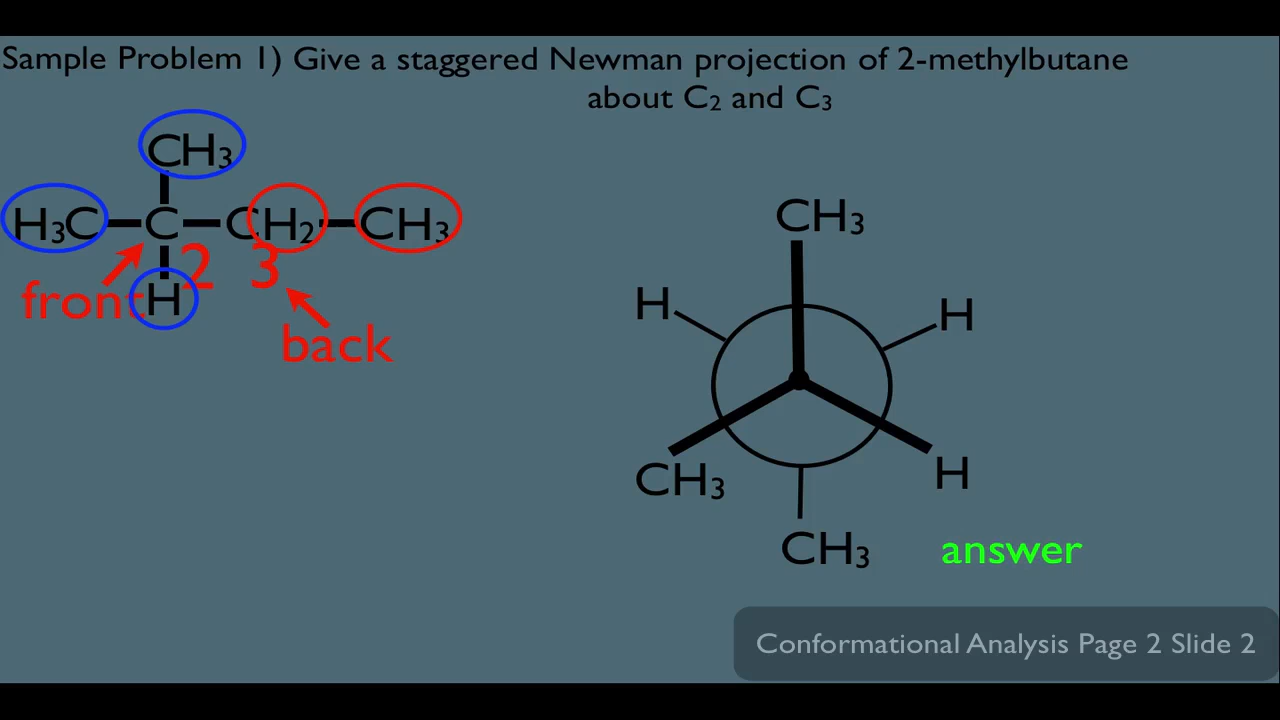 Sample Problem 1) Give a staggered Newman projection of 2-methylbutane
about C₂ and C₃
CH₃
H₃C C CH₂ CH₃
2 3
front H
back
CH₃
H H
CH₃ H
CH₃
answer
Conformational Analysis Page 2 Slide 2